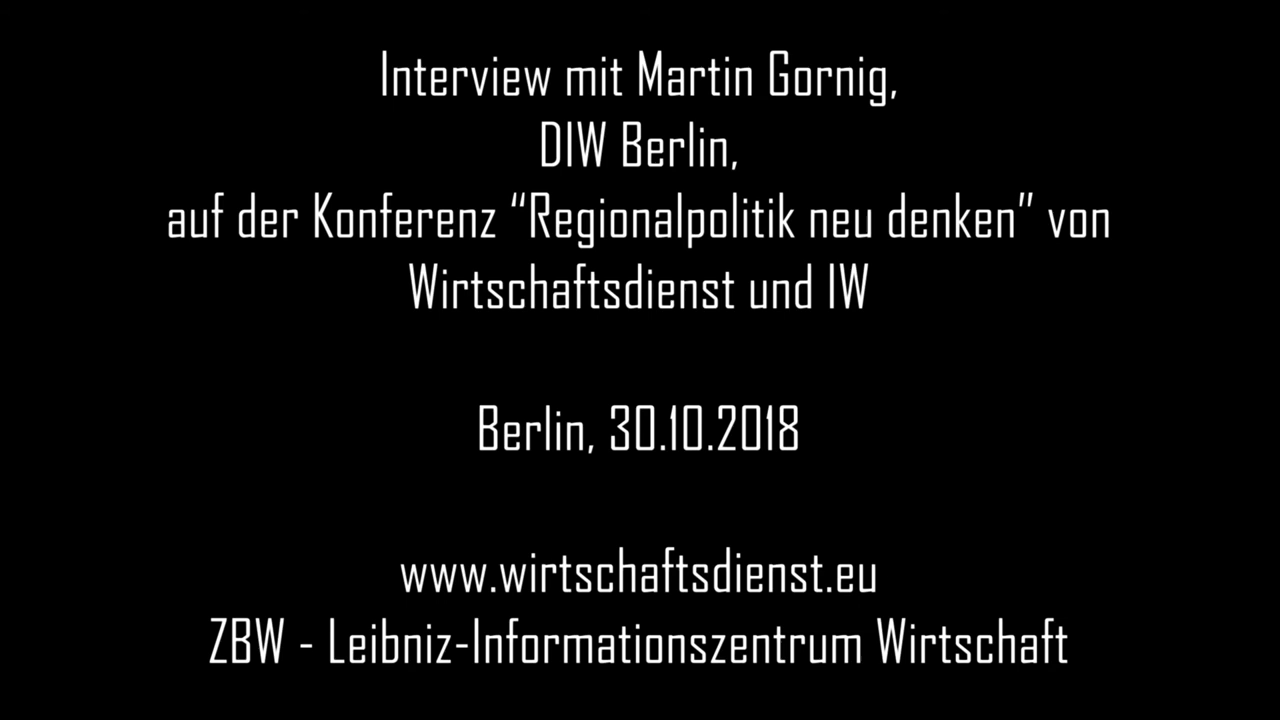 Interview mit Martin Gornig,
DIW Berlin,
auf der Konferenz “Regionalpolitik neu denken” von
Wirtschaftsdienst und IW
Berlin, 30.10.2018
www.wirtschaftsdienst.eu
ZBW - Leibniz-Informationszentrum Wirtschaft